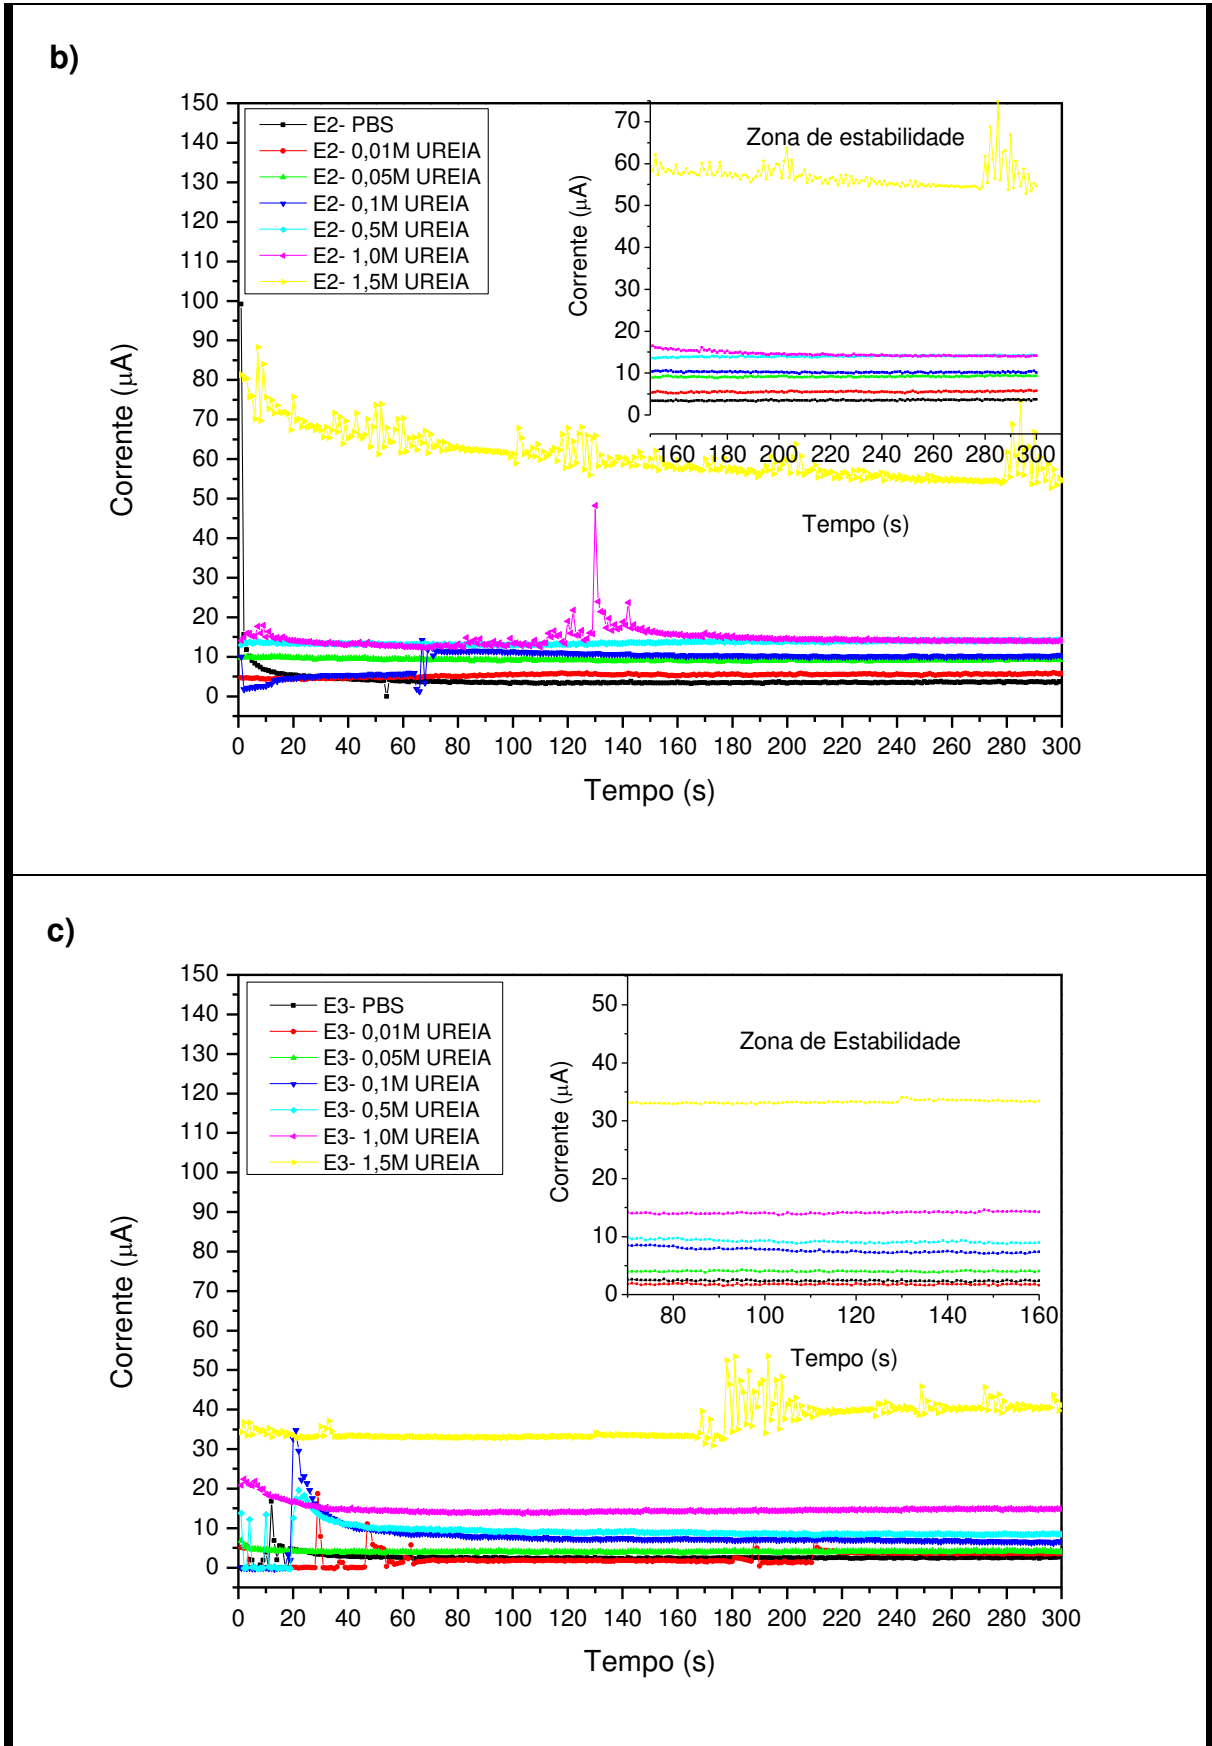 b)
150
140
130
120
110
100
90
80
70
60
50
40
30
20
10
0
Corrente (μA)
E2- PBS
E2- 0,01M UREIA
E2- 0,05M UREIA
E2- 0,1M UREIA
E2- 0,5M UREIA
E2- 1,0M UREIA
E2- 1,5M UREIA
Zona de estabilidade
70
60
50
40
30
20
10
0
Corrente (μA)
160 180 200 220 240 260 280 300
Tempo (s)
0 20 40 60 80 100 120 140 160 180 200 220 240 260 280 300
Tempo (s)
c)
150
140
130
120
110
100
90
80
70
60
50
40
30
20
10
0
Corrente (μA)
E3- PBS
E3- 0,01M UREIA
E3- 0,05M UREIA
E3- 0,1M UREIA
E3- 0,5M UREIA
E3- 1,0M UREIA
E3- 1,5M UREIA
Zona de Estabilidade
50
40
30
20
10
0
Corrente (μA)
80 100 120 140 160
Tempo (s)
0 20 40 60 80 100 120 140 160 180 200 220 240 260 280 300
Tempo (s)